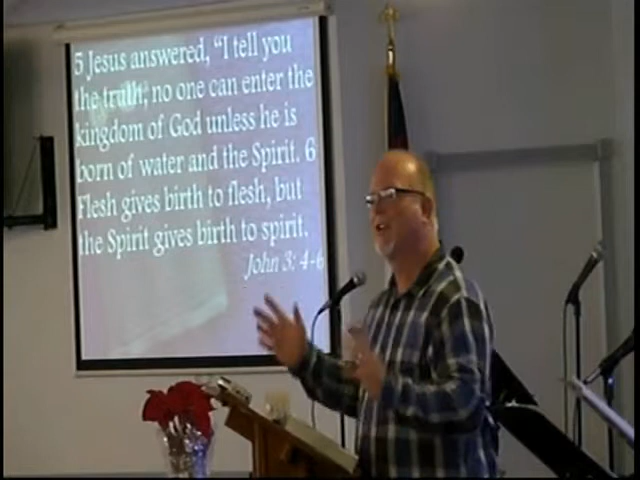 5 Jesus answered, “I tell you
the truth, no one can enter the
kingdom of God unless he is
born of water and the Spirit. 6
Flesh gives birth to flesh, but
the Spirit gives birth to spirit.
John 3: 4-6